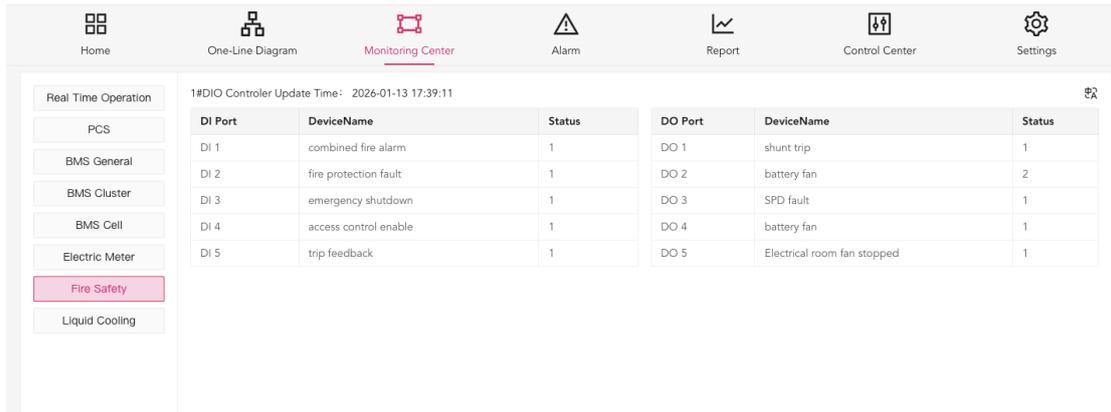 Home One-Line Diagram Monitoring Center Alarm Report Control Center Settings
Real Time Operation
PCS
BMS General
BMS Cluster
BMS Cell
Electric Meter
Fire Safety
Liquid Cooling
1#DIO Controler Update Time： 2026-01-13 17:39:11
DI Port DeviceName Status
DI 1 combined fire alarm 1
DI 2 fire protection fault 1
DI 3 emergency shutdown 1
DI 4 access control enable 1
DI 5 trip feedback 1
DO Port DeviceName Status
DO 1 shunt trip 1
DO 2 battery fan 2
DO 3 SPD fault 1
DO 4 battery fan 1
DO 5 Electrical room fan stopped 1